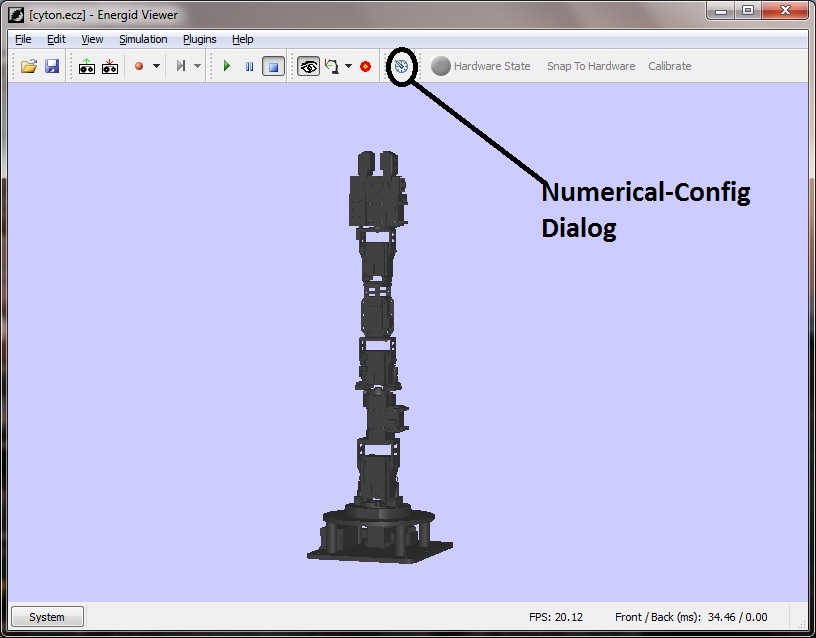 [cyton.ecz] - Energid Viewer
File Edit View Simulation Plugins Help
Hardware State Snap To Hardware Calibrate
Numerical-Config
Dialog
System FPS: 20.12 Front / Back (ms): 34.46 / 0.00